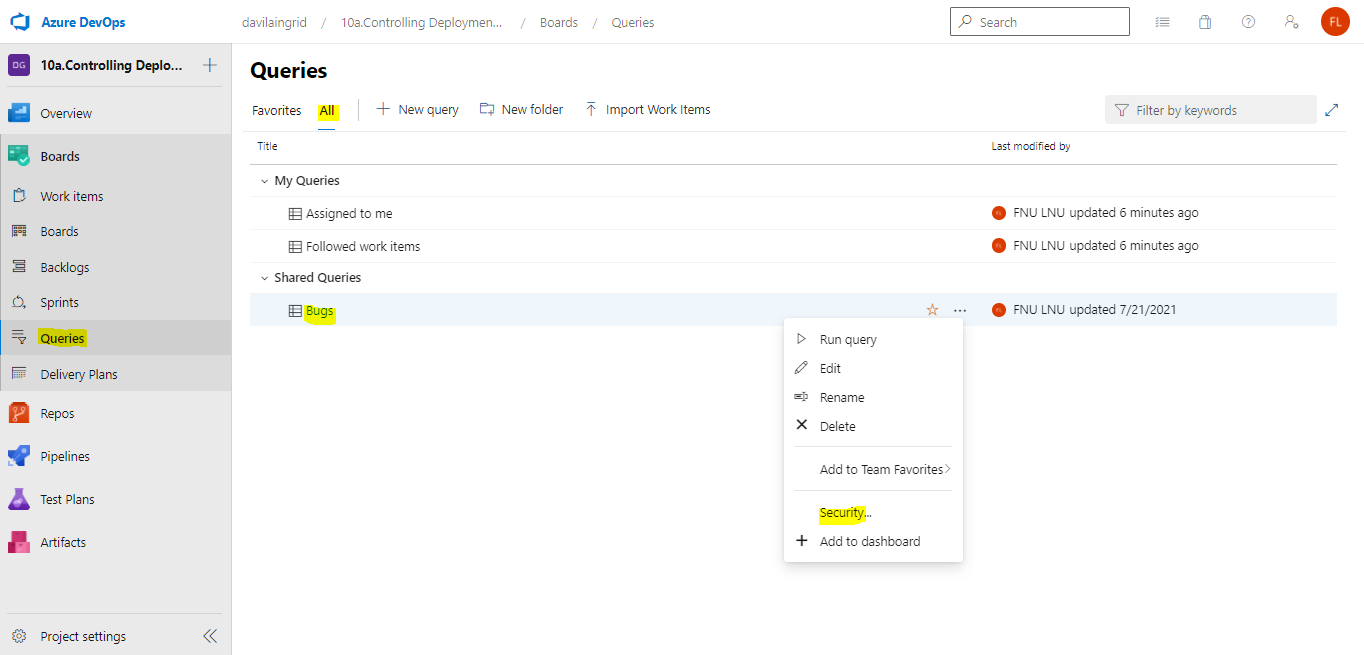 Azure DevOps
davilaingrid / 10a.Controlling Deploymen... / Boards / Queries
Search
FL
DG 10a.Controlling Deplo...
Overview
Boards
Work items
Boards
Backlogs
Sprints
Queries
Delivery Plans
Repos
Pipelines
Test Plans
Artifacts
Project settings
Queries
Favorites All New query New folder Import Work Items
Filter by keywords
Title Last modified by
My Queries
Assigned to me FNU LNU updated 6 minutes ago
Followed work items FNU LNU updated 6 minutes ago
Shared Queries
Bugs ... FNU LNU updated 7/21/2021
Run query
Edit
Rename
Delete
Add to Team Favorites
Security...
Add to dashboard